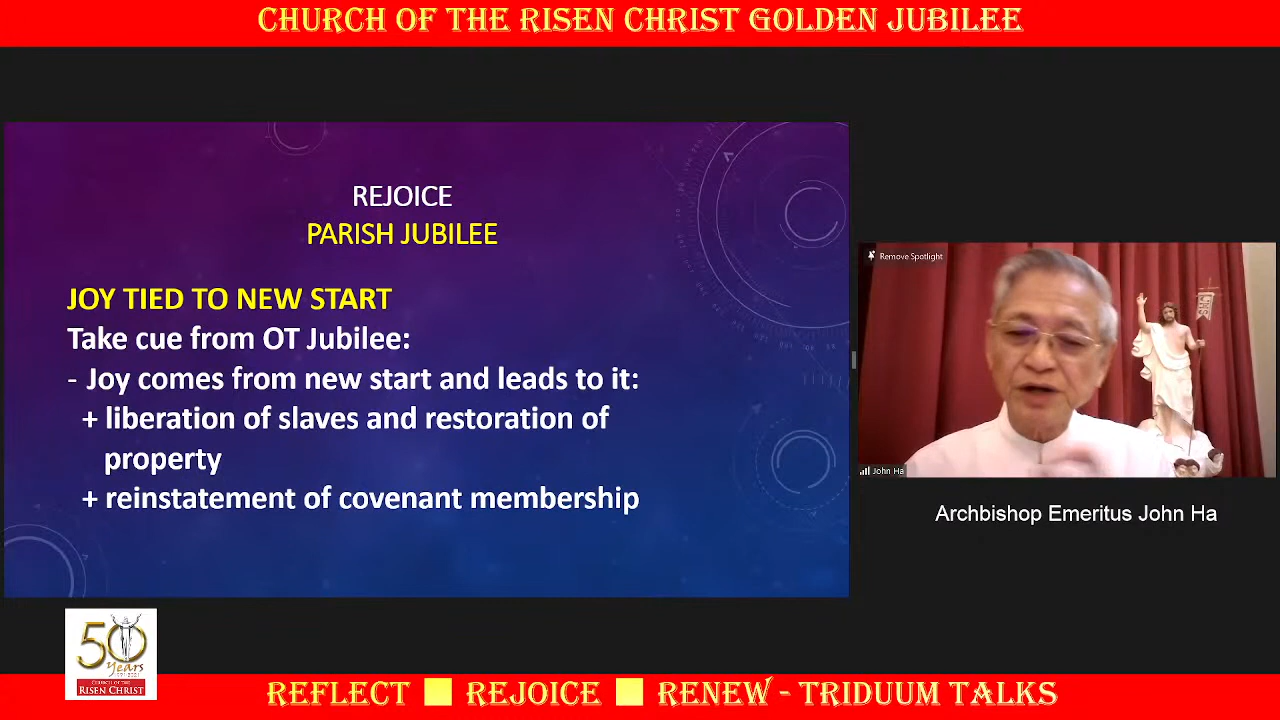 CHURCH OF THE RISEN CHRIST GOLDEN JUBILEE
REJOICE
PARISH JUBILEE
JOY TIED TO NEW START
Take cue from OT Jubilee:
- Joy comes from new start and leads to it:
+ liberation of slaves and restoration of
property
+ reinstatement of covenant membership
Remove Spotlight
John Ha
Archbishop Emeritus John Ha
50
Years
CHURCH OF THE
RISEN CHRIST
REFLECT REJOICE RENEW - TRIDUUM TALKS